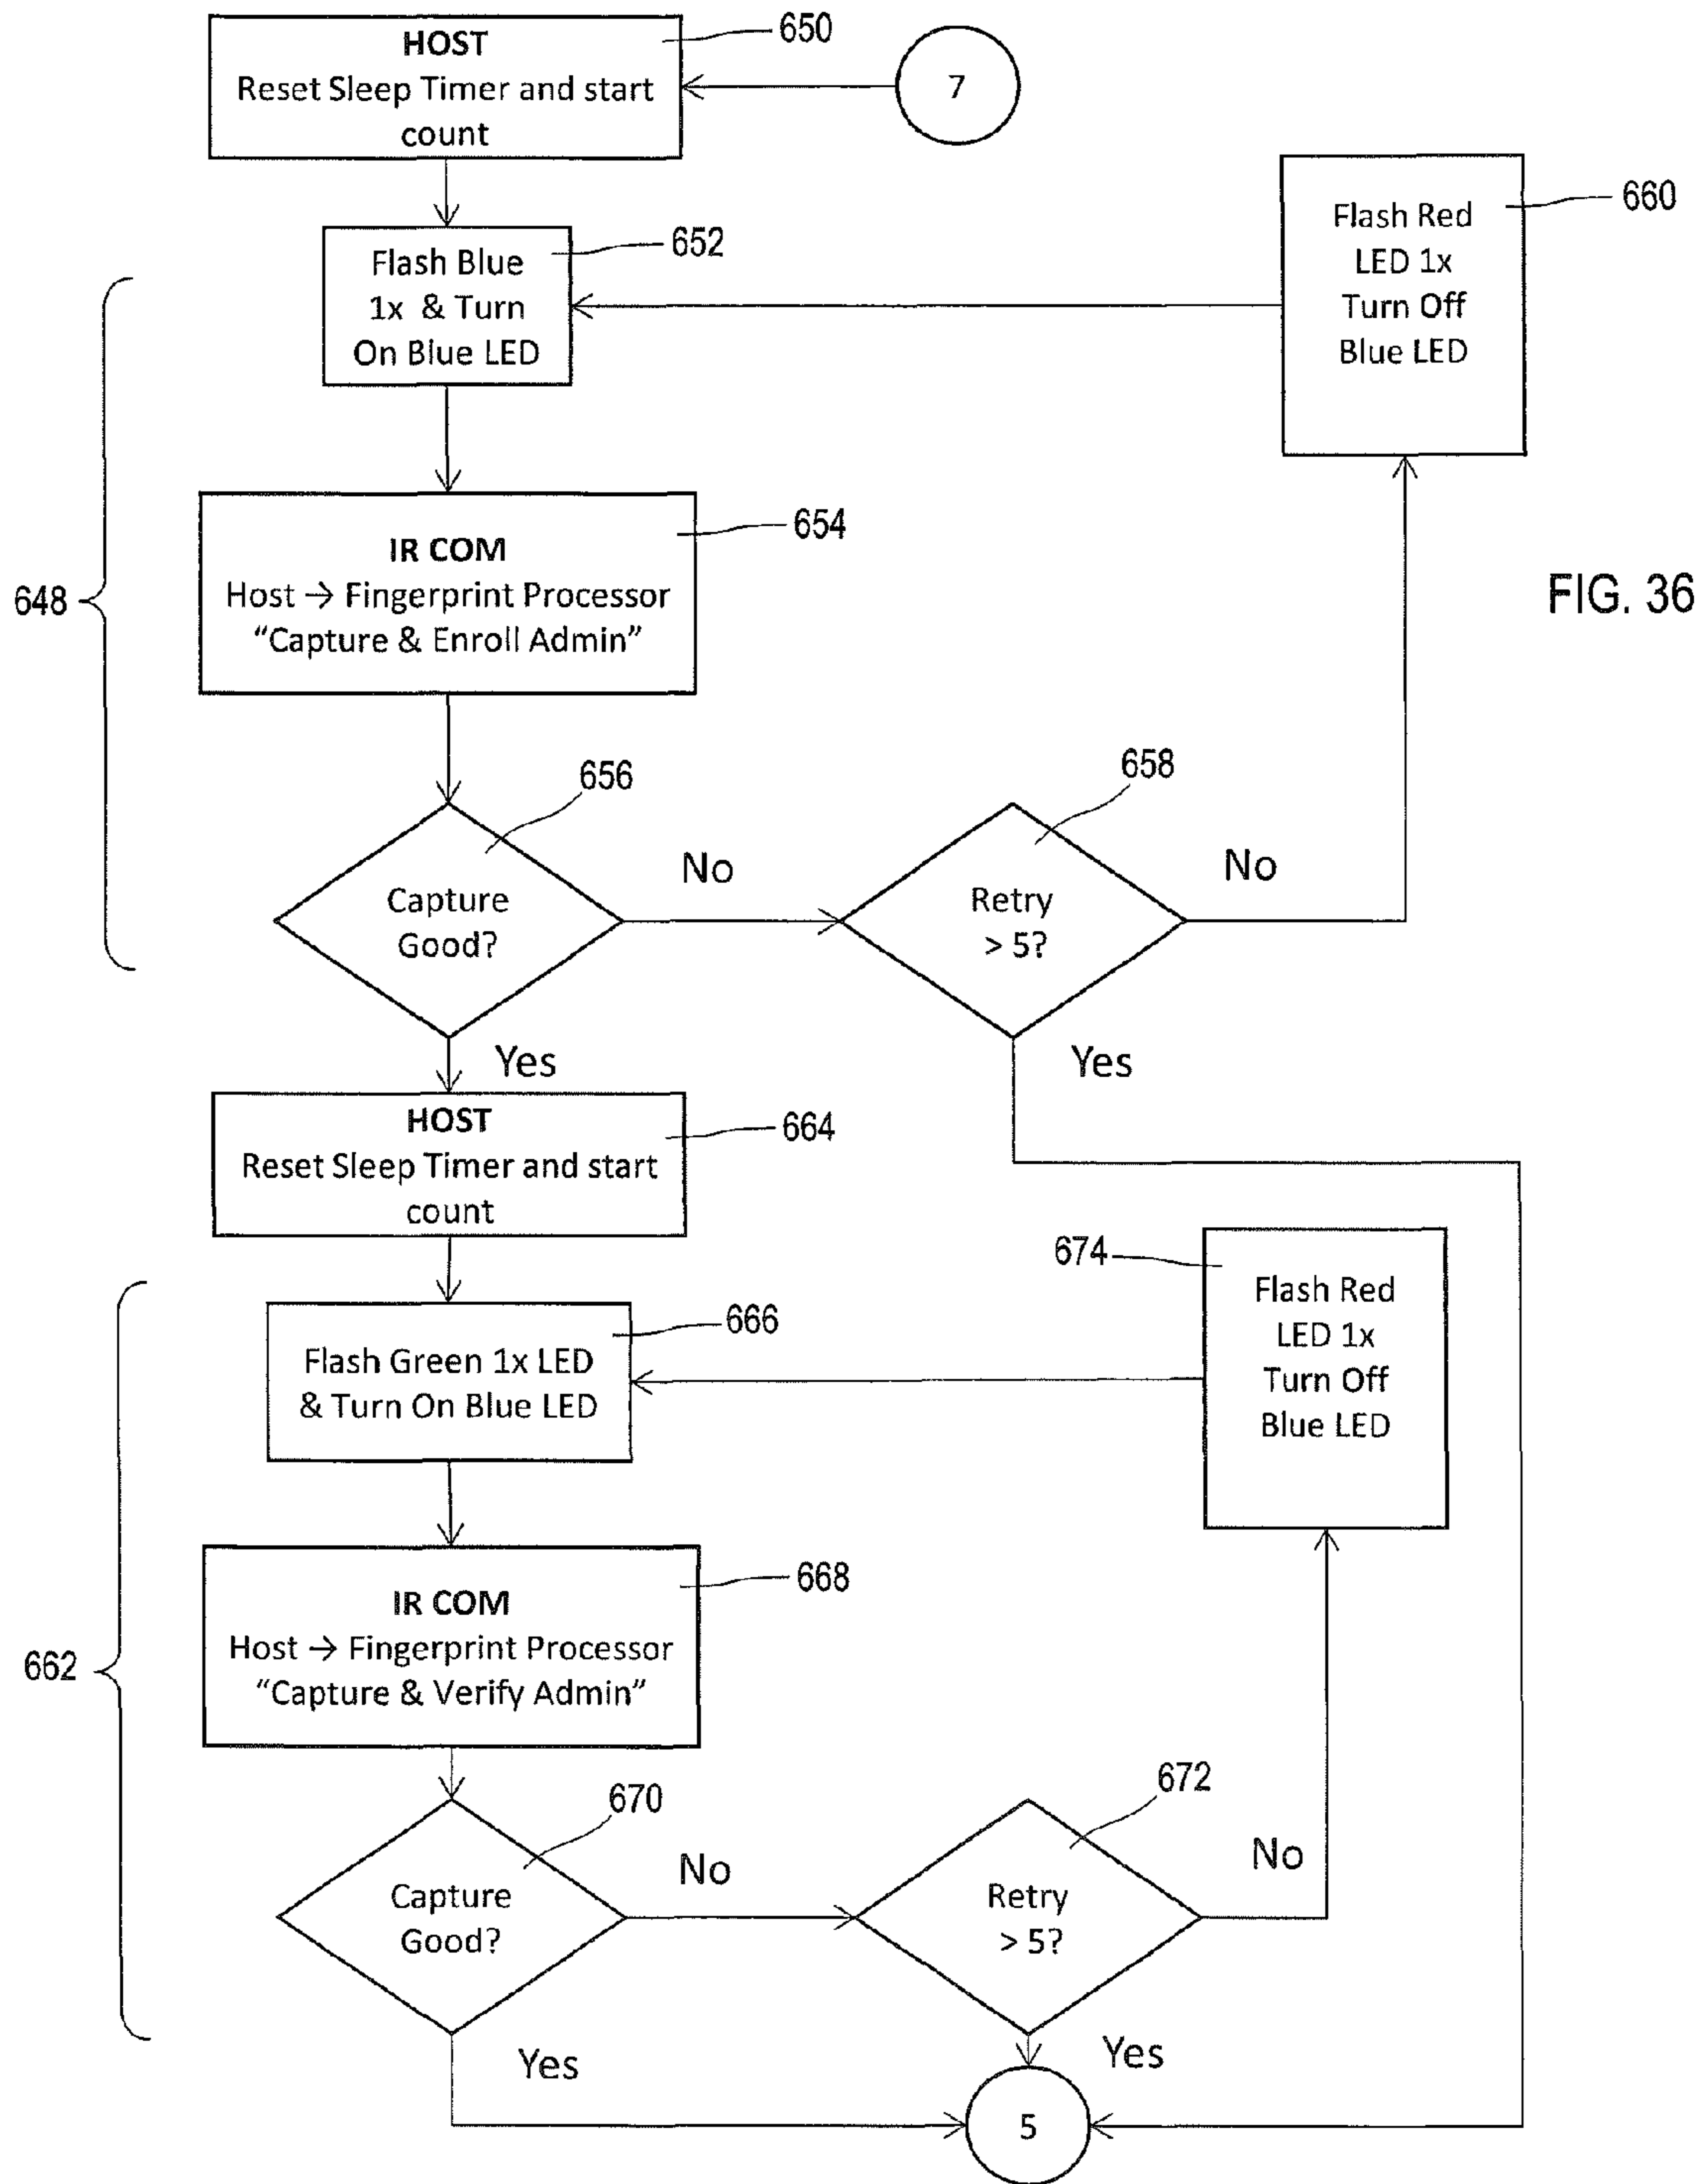 HOST
Reset Sleep Timer and start
count
650
7
Flash Blue
1x & Turn
On Blue LED
652
Flash Red
LED 1x
Turn Off
Blue LED
660
648
IR COM
Host → Fingerprint Processor
“Capture & Enroll Admin”
654
FIG. 36
656
Capture
Good?
No
658
Retry
> 5?
No
Yes
Yes
HOST
Reset Sleep Timer and start
count
664
662
Flash Green 1x LED
& Turn On Blue LED
666
674
Flash Red
LED 1x
Turn Off
Blue LED
IR COM
Host → Fingerprint Processor
“Capture & Verify Admin”
668
670
Capture
Good?
No
672
Retry
> 5?
No
Yes
Yes
5